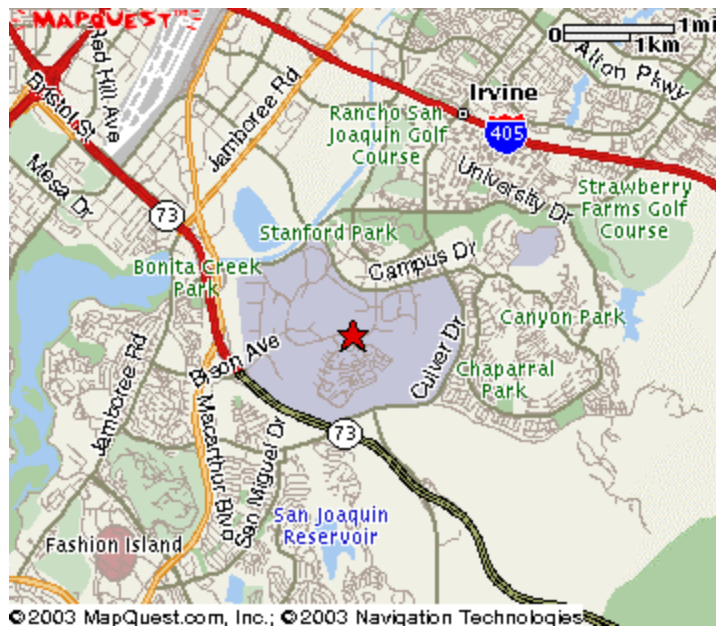 MAPQUEST
0
1mi
1km
Red Hill Ave
Alton Pkwy
Irvine
Bristol St
Jamboree Rd
Rancho San
Joaquin Golf
Course
405
Mesa Dr
University Dr
Strawberry
Farms Golf
Course
73
Stanford Park
Campus Dr
Bonita Creek
Park
Canyon Park
Bison Ave
Culver Dr
Chaparral
Park
Jamboree Rd
Macarthur Blvd
San Miguel Dr
73
San Joaquin
Reservoir
Fashion Island
©2003 MapQuest.com, Inc.; ©2003 Navigation Technologies